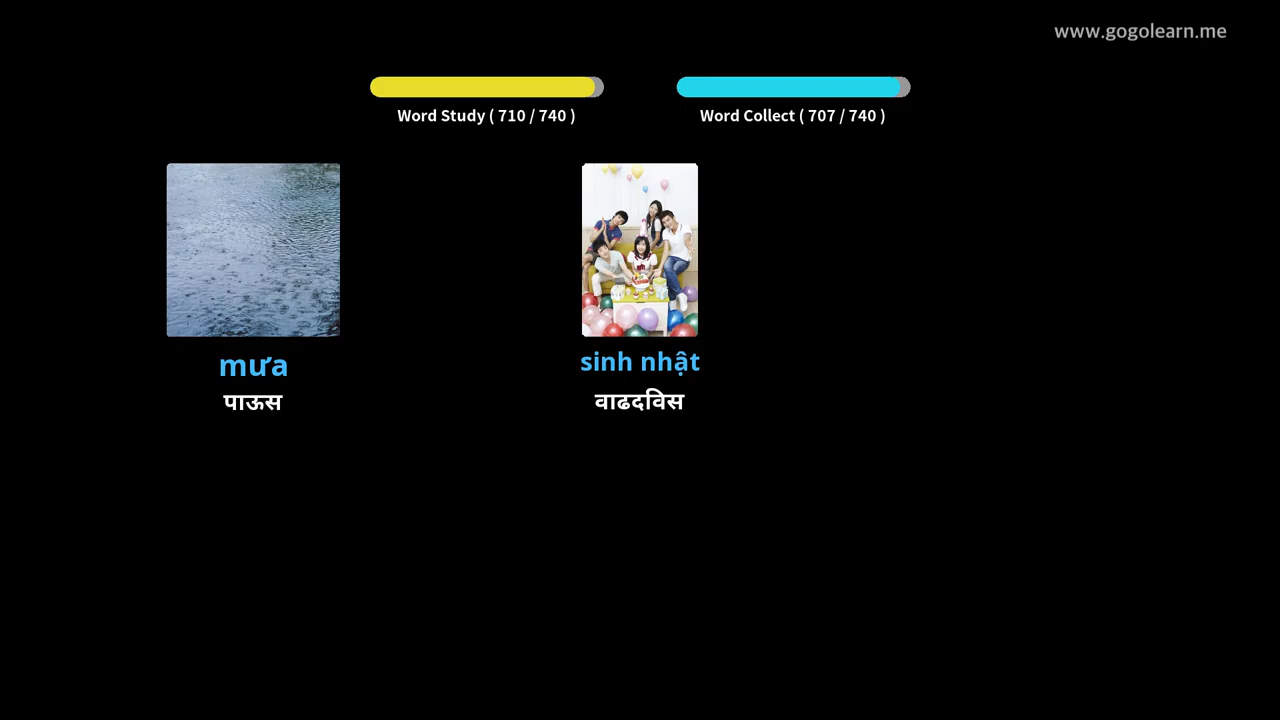 www.gogolearn.me
Word Study ( 710 / 740 )
Word Collect ( 707 / 740 )
mưa
पाऊस
sinh nhật
वाढदविस